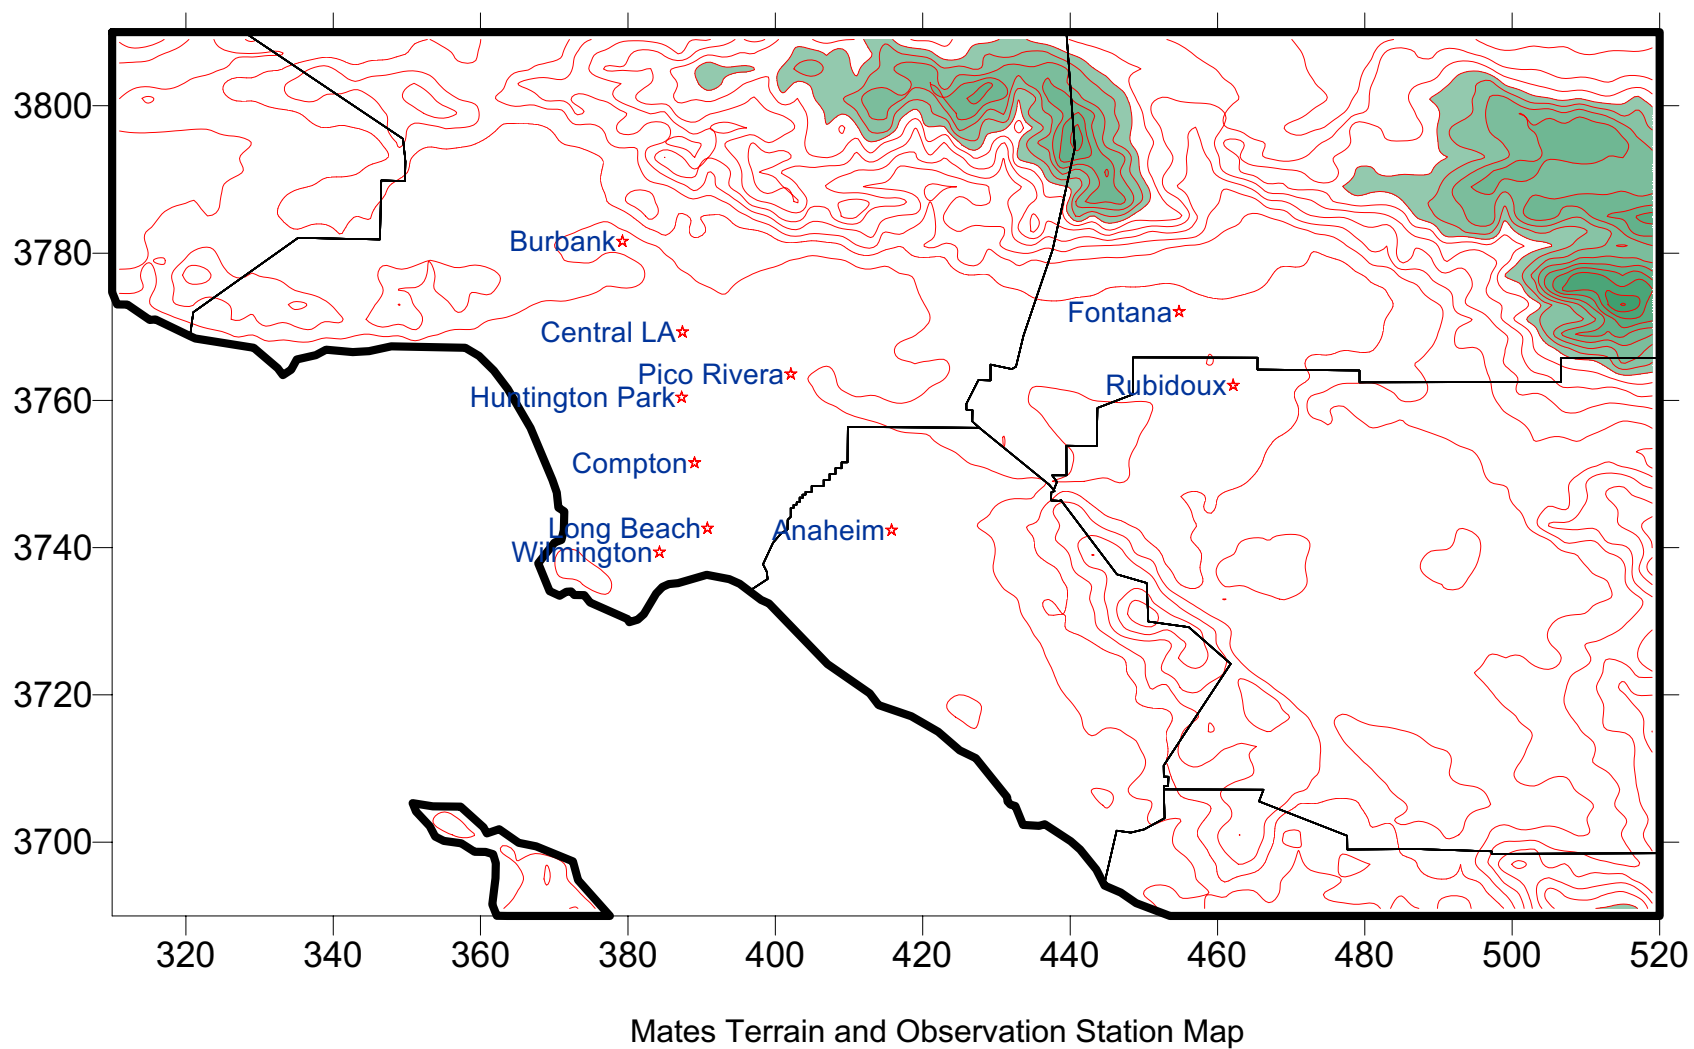 3800
3780
3760
3740
3720
3700
Burbank
Fontana
Central LA
Pico Rivera
Rubidoux
Huntington Park
Compton
Long Beach
Anaheim
Wilmington
320 340 360 380 400 420 440 460 480 500 520
Mates Terrain and Observation Station Map